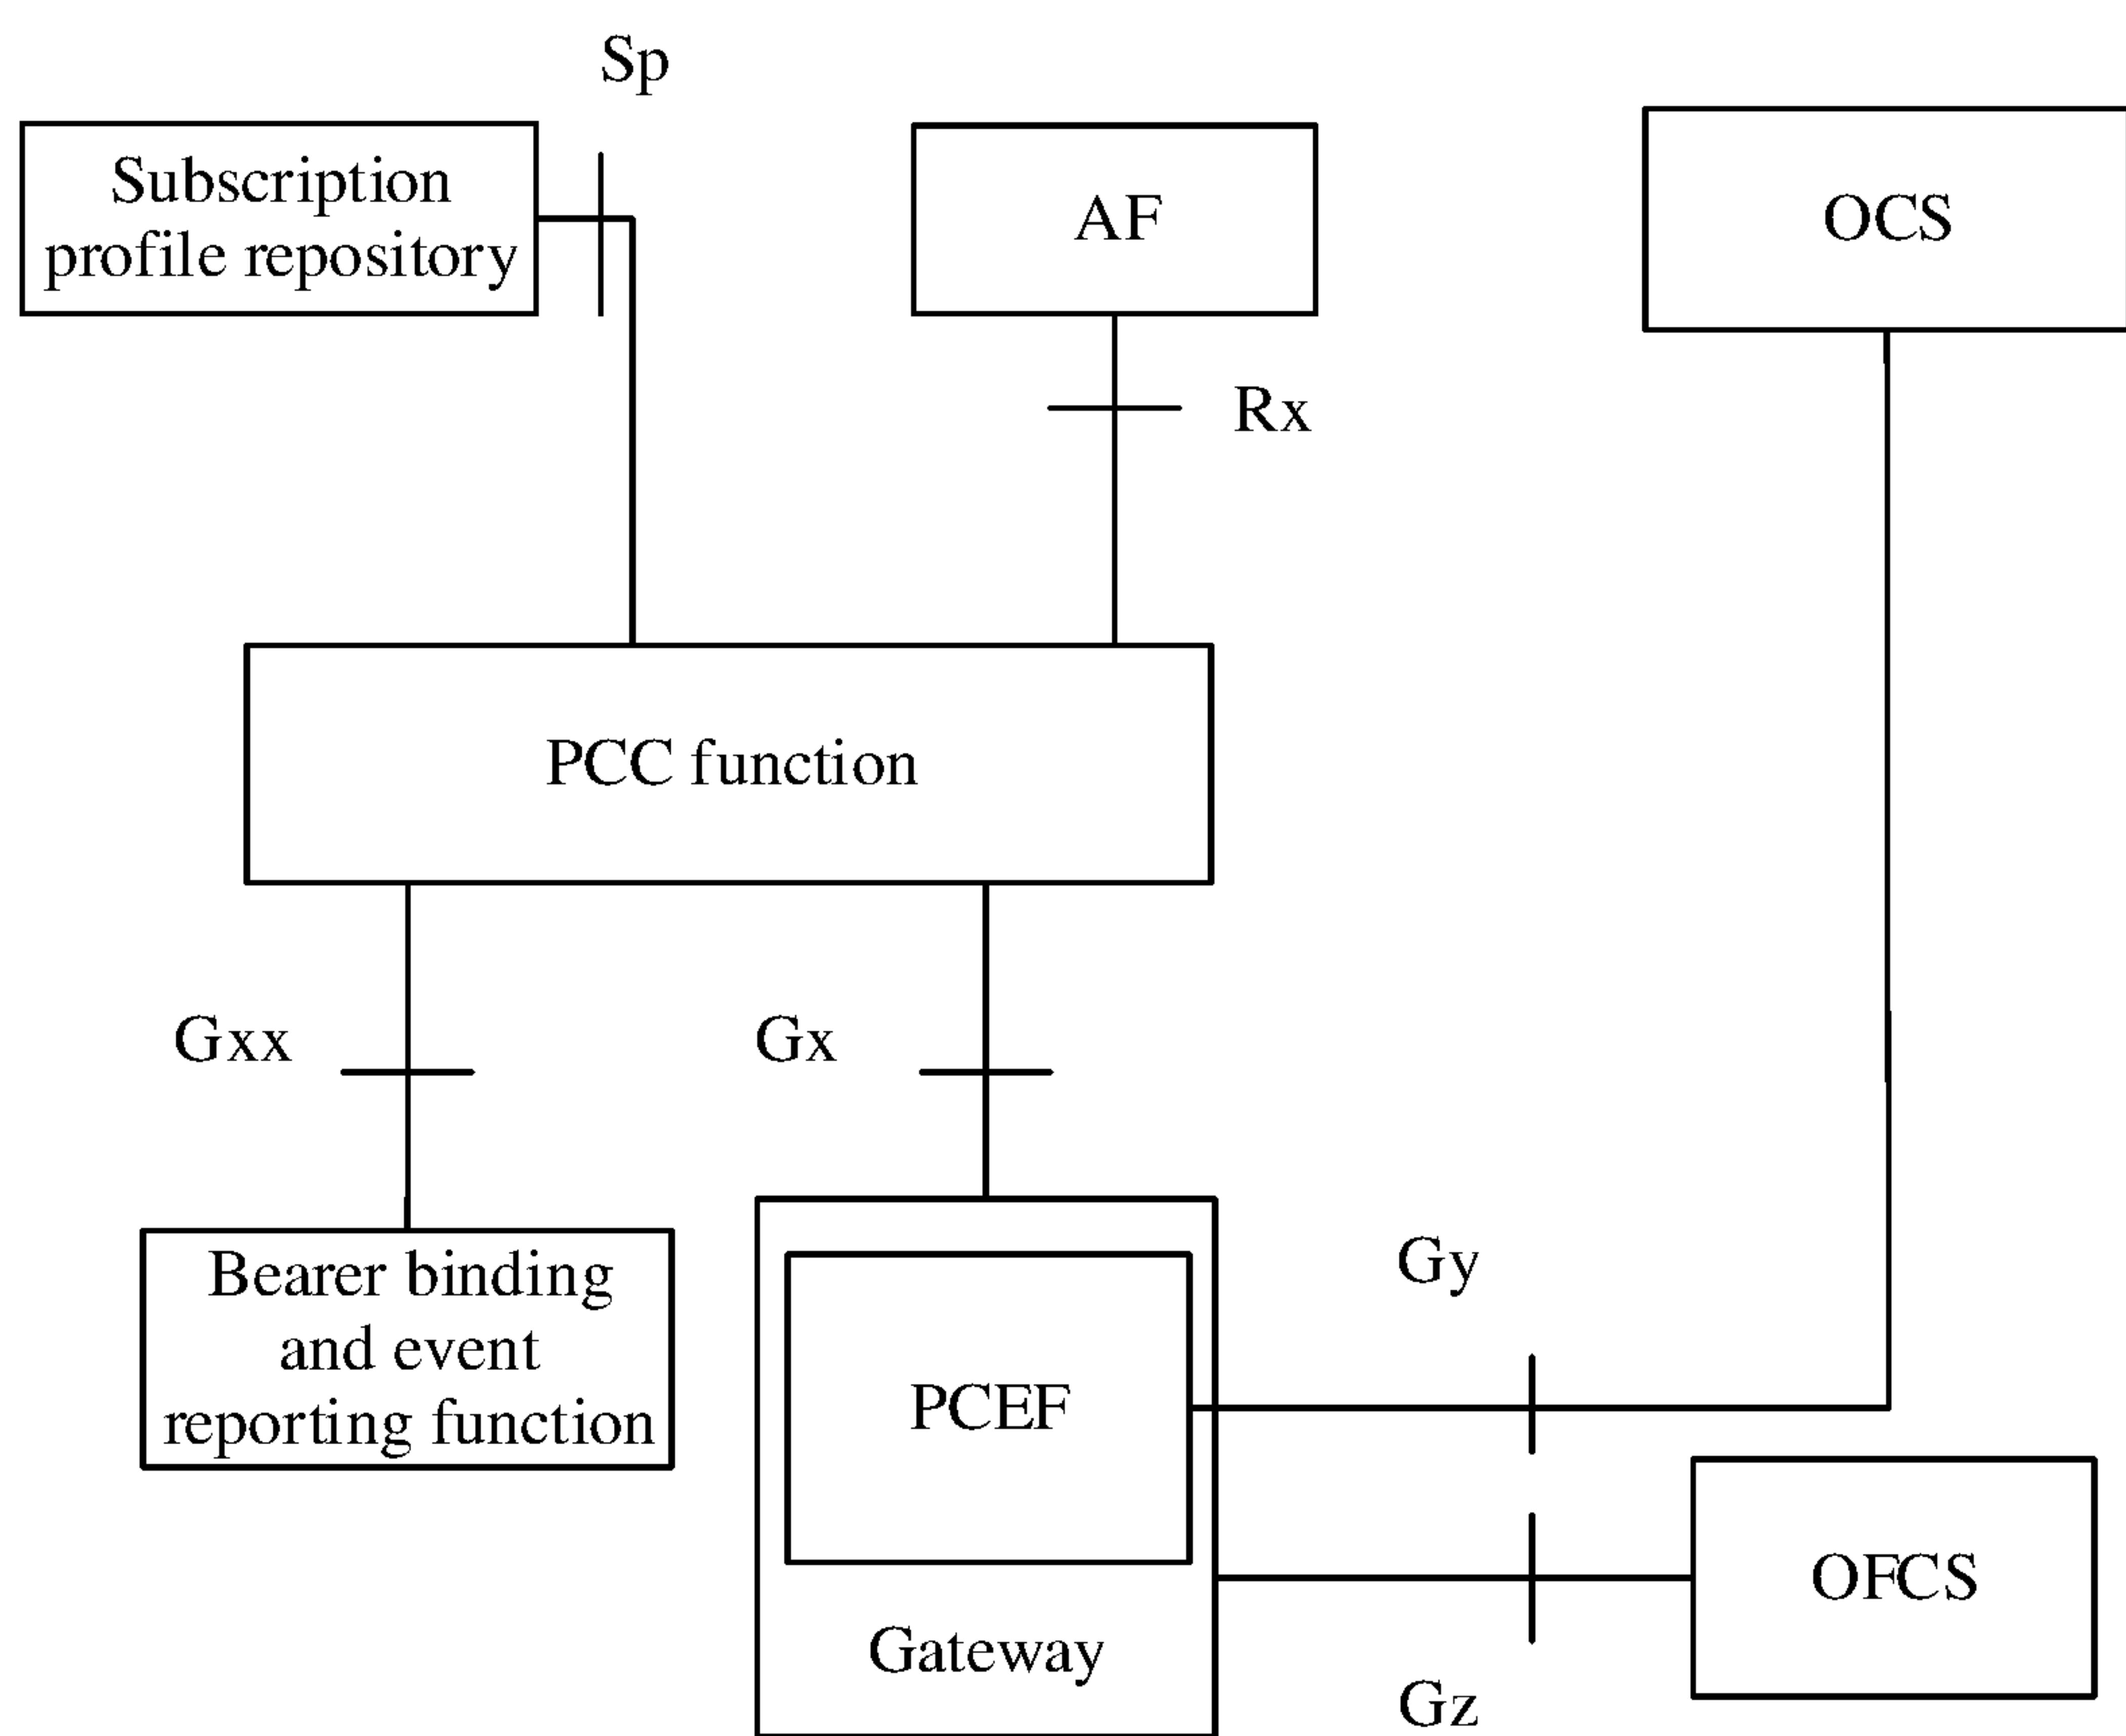 Sp
Subscription
profile repository
AF
OCS
Rx
PCC function
Gxx
Gx
Bearer binding
and event
reporting function
PCEF
Gateway
Gy
OFCS
Gz